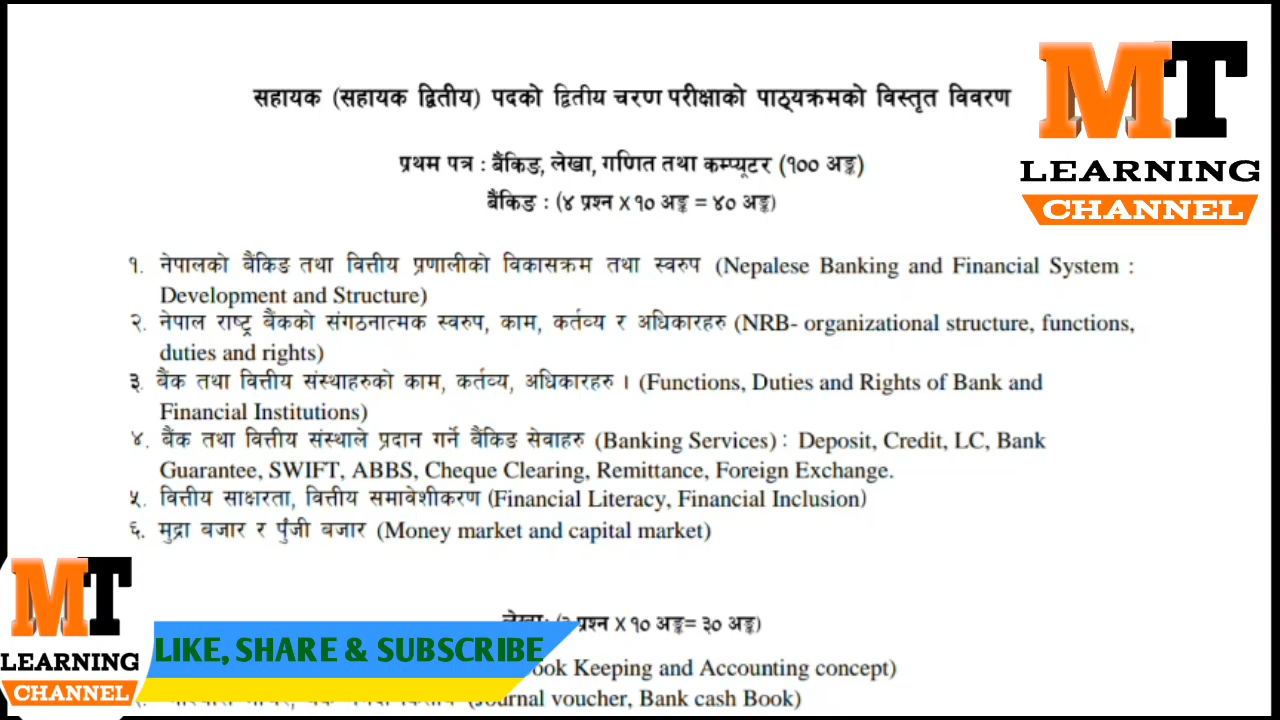 सहायक (सहायक द्वितीय) पदको द्वितीय चरण परीक्षाको पाठ्यक्रमको विस्तृत विवरण
MT
LEARNING
CHANNEL
प्रथम पत्र : बैंकिङ, लेखा, गणित तथा कम्प्यूटर (१०० अङ्क)
बैंकिङ : (४ प्रश्न X १० अङ्क = ४० अङ्क)
१. नेपालको बैंकिङ तथा वित्तीय प्रणालीको विकासक्रम तथा स्वरुप (Nepalese Banking and Financial System :
Development and Structure)
२. नेपाल राष्ट्र बैंकको संगठनात्मक स्वरुप, काम, कर्तव्य र अधिकारहरु (NRB- organizational structure, functions,
duties and rights)
३. बैंक तथा वित्तीय संस्थाहरुको काम, कर्तव्य, अधिकारहरु । (Functions, Duties and Rights of Bank and
Financial Institutions)
४. बैंक तथा वित्तीय संस्थाले प्रदान गर्ने बैंकिङ सेवाहरु (Banking Services) : Deposit, Credit, LC, Bank
Guarantee, SWIFT, ABBS, Cheque Clearing, Remittance, Foreign Exchange.
५. वित्तीय साक्षरता, वित्तीय समावेशीकरण (Financial Literacy, Financial Inclusion)
६. मुद्रा बजार र पुंजी बजार (Money market and capital market)
प्रश्न X १० अङ्क= ३० अङ्क)
Keeping and Accounting concept)
voucher, Bank cash Book)
MT
LEARNING
CHANNEL
LIKE, SHARE & SUBSCRIBE